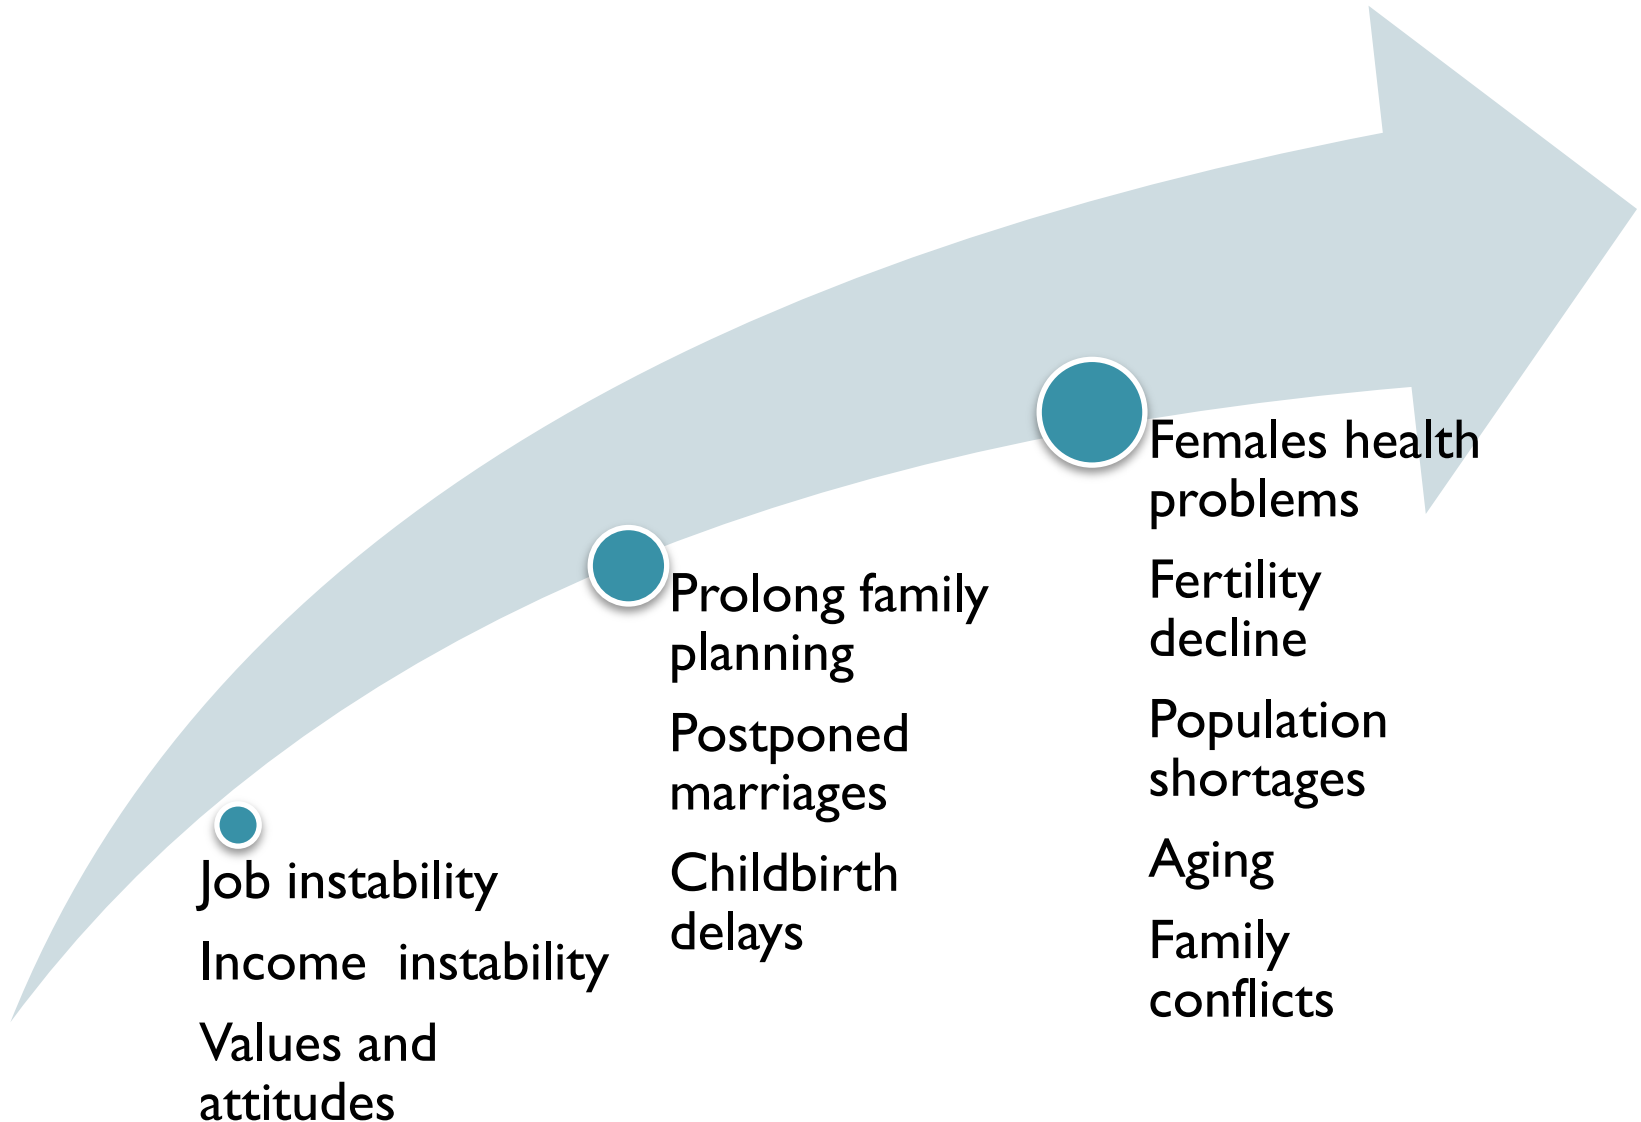 Job instability
Income  instability
Values and
attitudes
Prolong family
planning
Postponed
marriages
Childbirth
delays
Females health
problems
Fertility
decline
Population
shortages
Aging
Family
conflicts